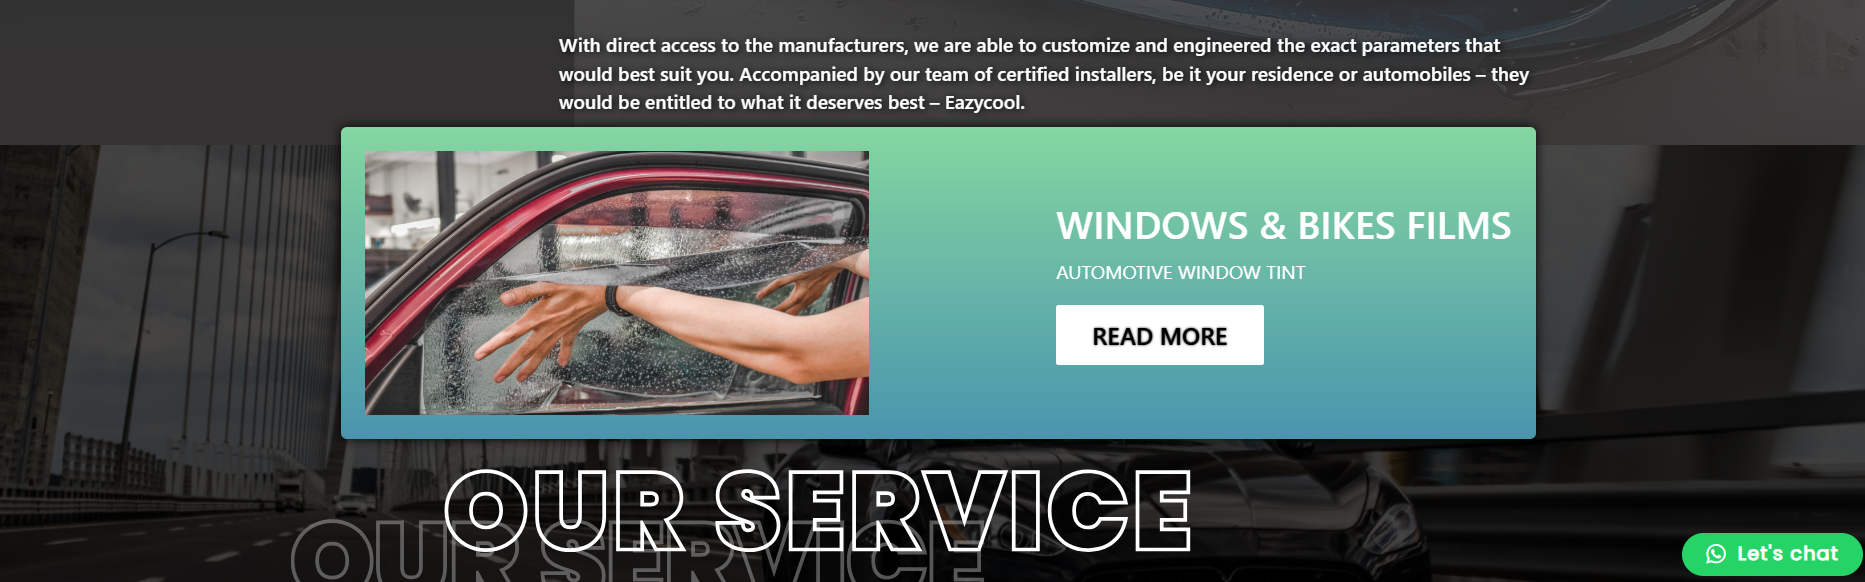 With direct access to the manufacturers, we are able to customize and engineered the exact parameters that
would best suit you. Accompanied by our team of certified installers, be it your residence or automobiles – they
would be entitled to what it deserves best – Eazycool.
WINDOWS & BIKES FILMS
AUTOMOTIVE WINDOW TINT
READ MORE
OUR SERVICE
OUR SERVICE
Let's chat